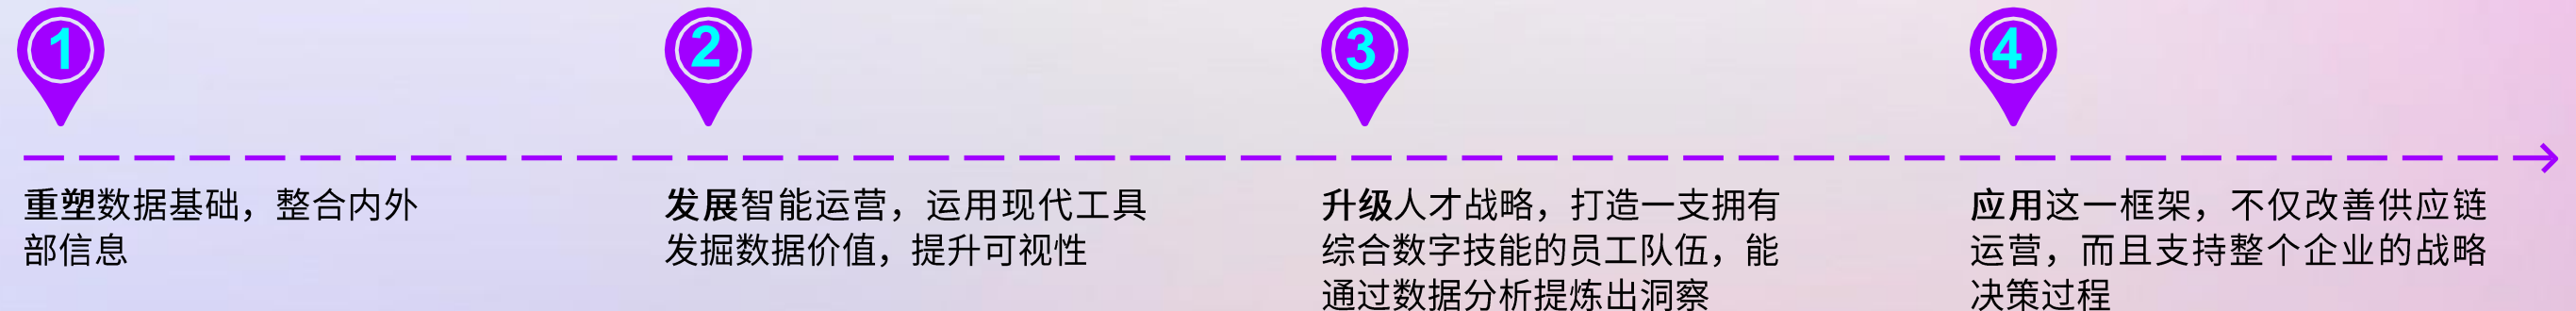 1
2
3
4
重塑数据基础，整合内外
部信息
发展智能运营，运用现代工具
发掘数据价值，提升可视性
升级人才战略，打造一支拥有
综合数字技能的员工队伍，能
通过数据分析提炼出洞察
应用这一框架，不仅改善供应链
运营，而且支持整个企业的战略
决策过程